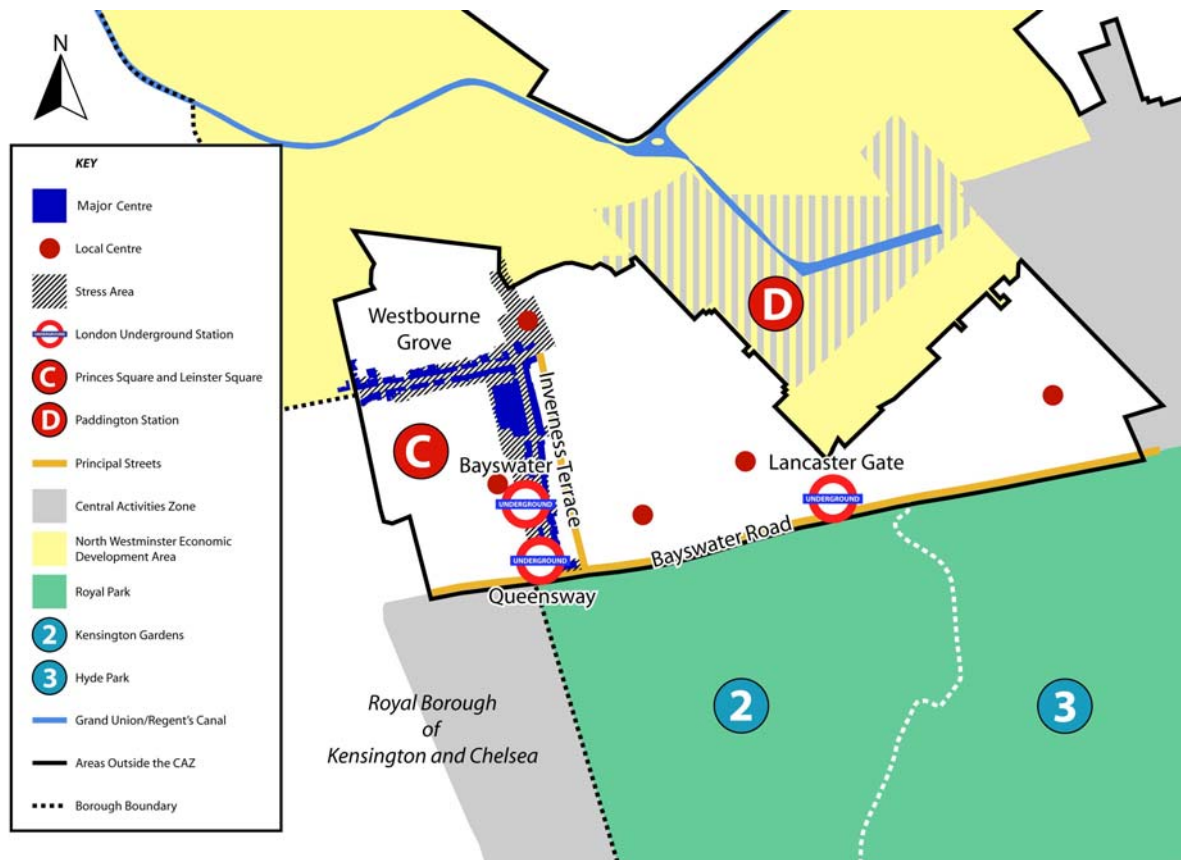 N
KEY
Major Centre
Local Centre
Stress Area
UNDERGROUND
London Underground Station
C
Princes Square and Leinster Square
D
Paddington Station
Principal Streets
Central Activities Zone
North Westminster Economic
Development Area
Royal Park
2
Kensington Gardens
3
Hyde Park
Grand Union/Regent's Canal
Areas Outside the CAZ
Borough Boundary
D
Westbourne
Grove
Inverness Terrace
C
Bayswater
UNDERGROUND
Lancaster Gate
UNDERGROUND
Bayswater Road
UNDERGROUND
Queensway
Royal Borough
of
Kensington and Chelsea
2
3